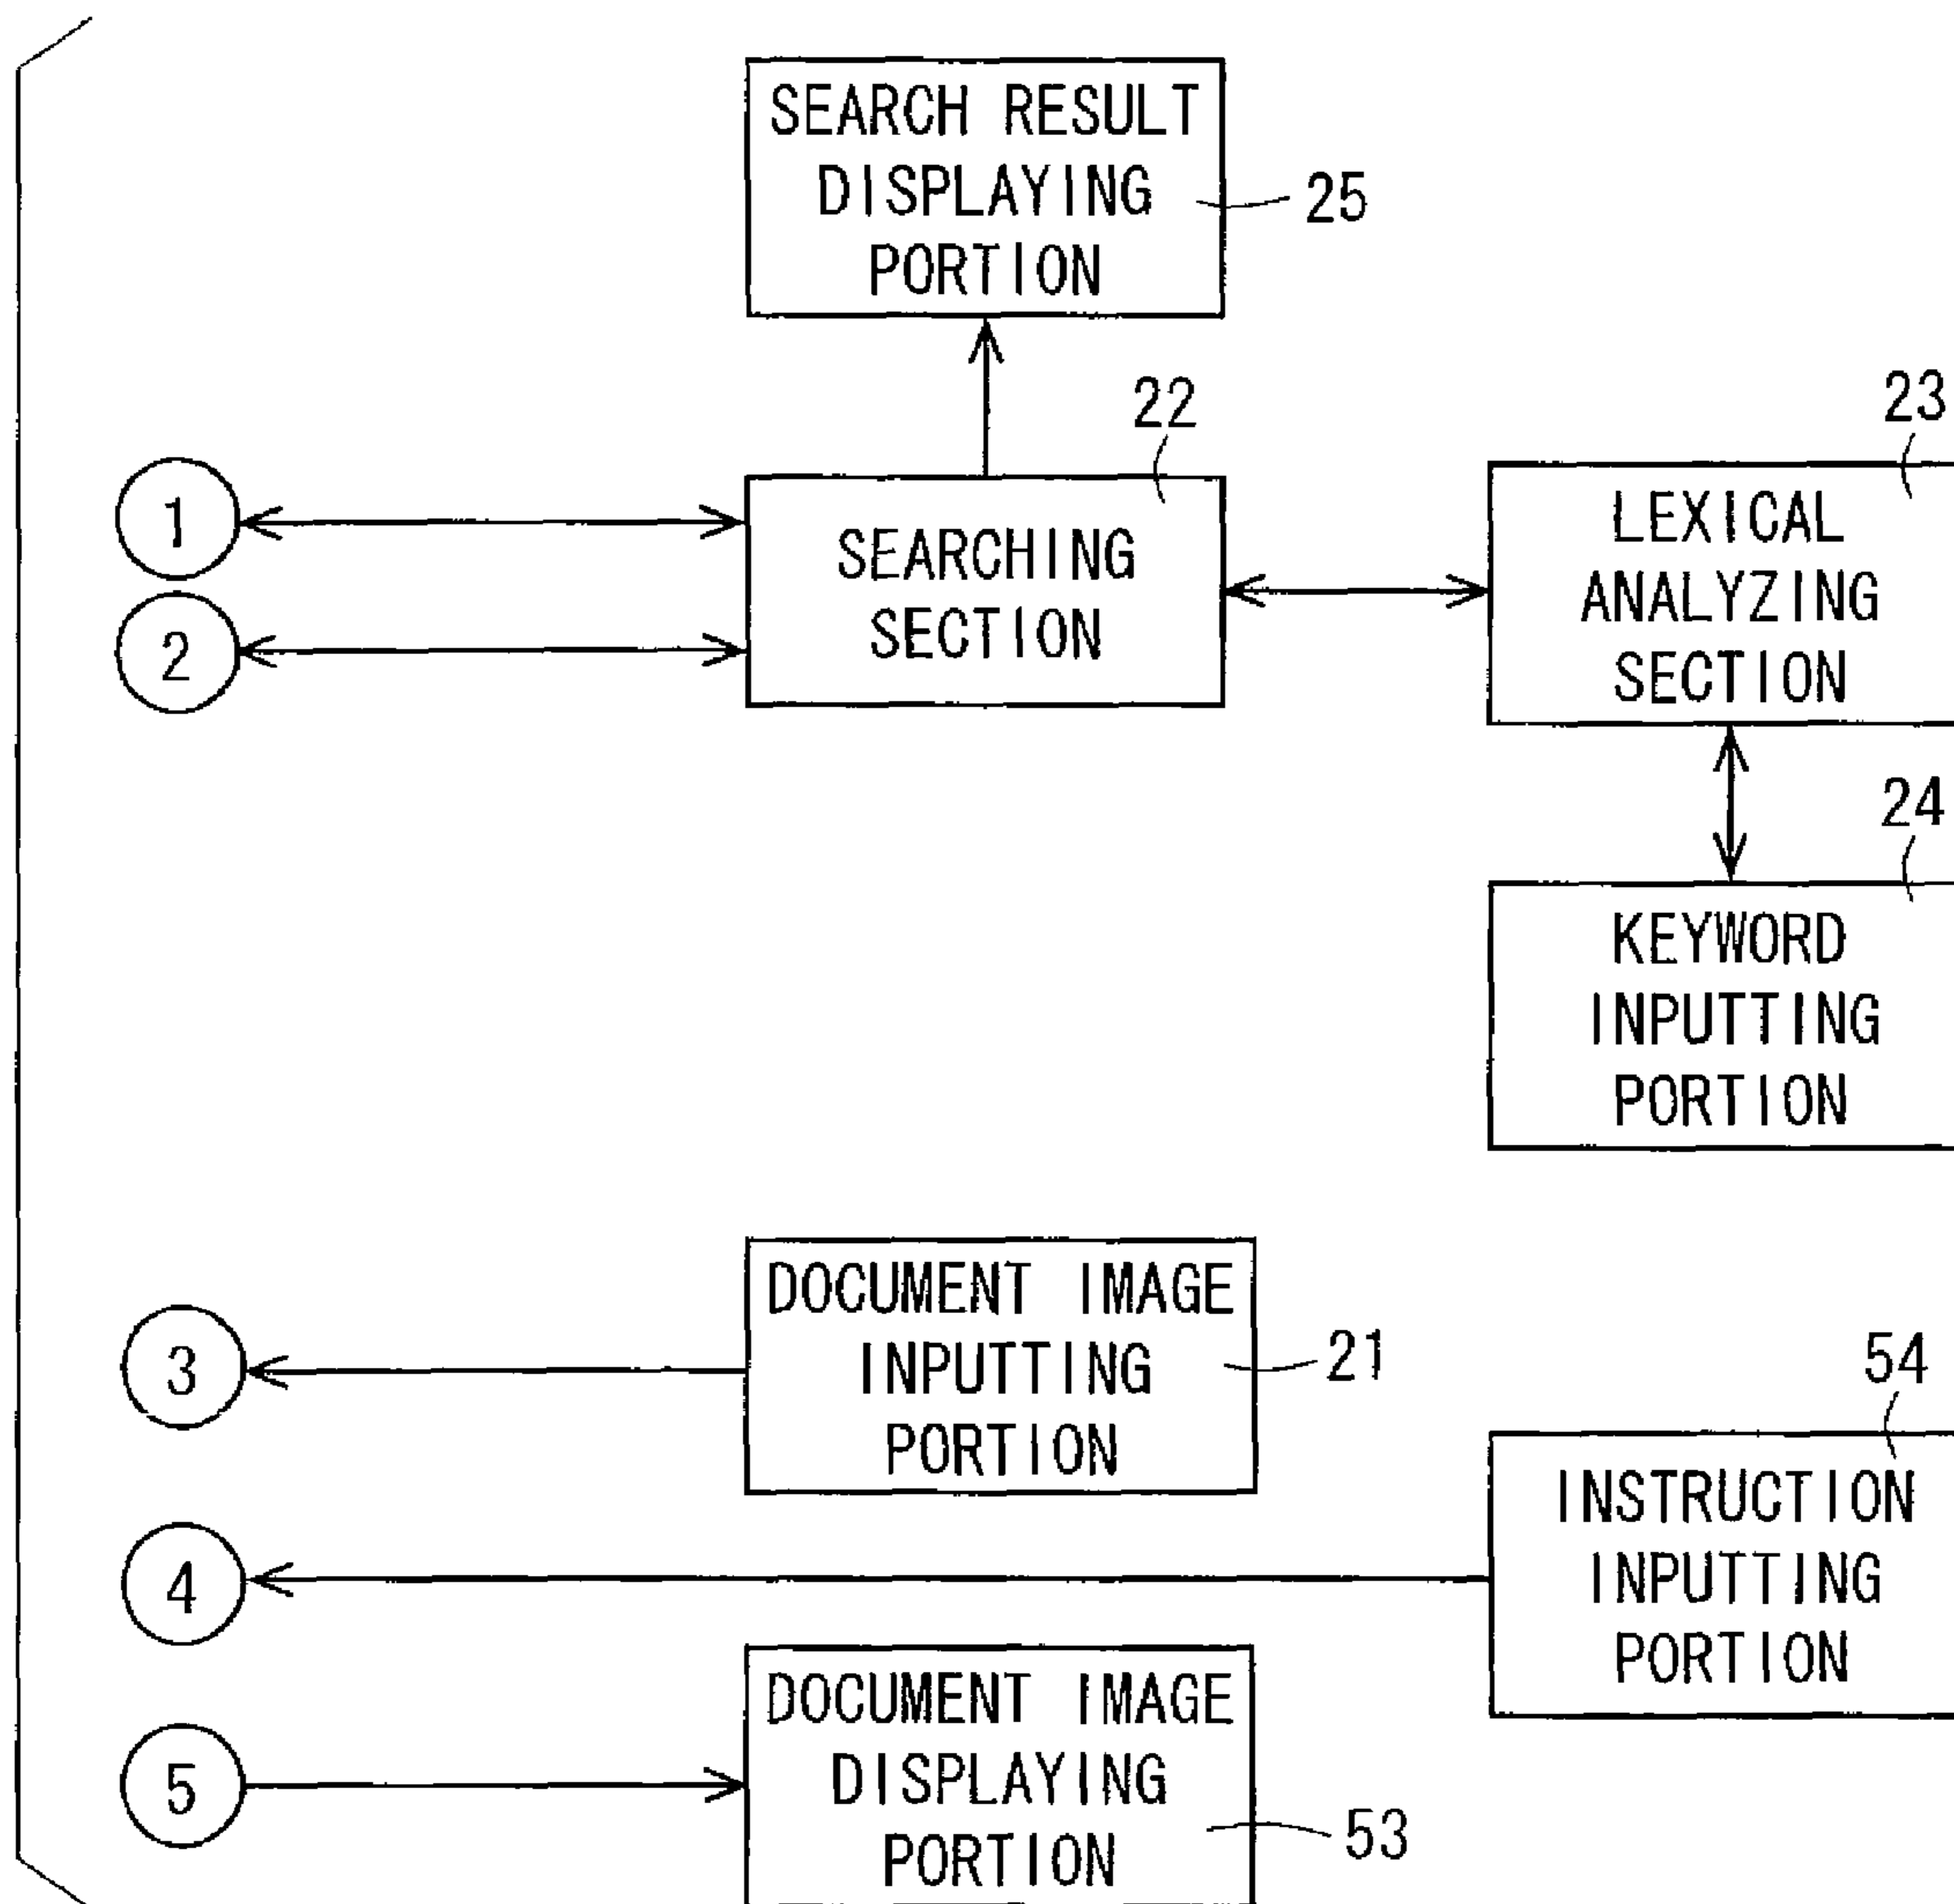 SEARCH RESULT
DISPLAYING
PORTION
25
22
23
1
SEARCHING
SECTION
2
LEXICAL
ANALYZING
SECTION
24
KEYWORD
INPUTTING
PORTION
DOCUMENT IMAGE
INPUTTING
PORTION
21
3
54
4
INSTRUCTION
INPUTTING
PORTION
DOCUMENT IMAGE
DISPLAYING
PORTION
5
53